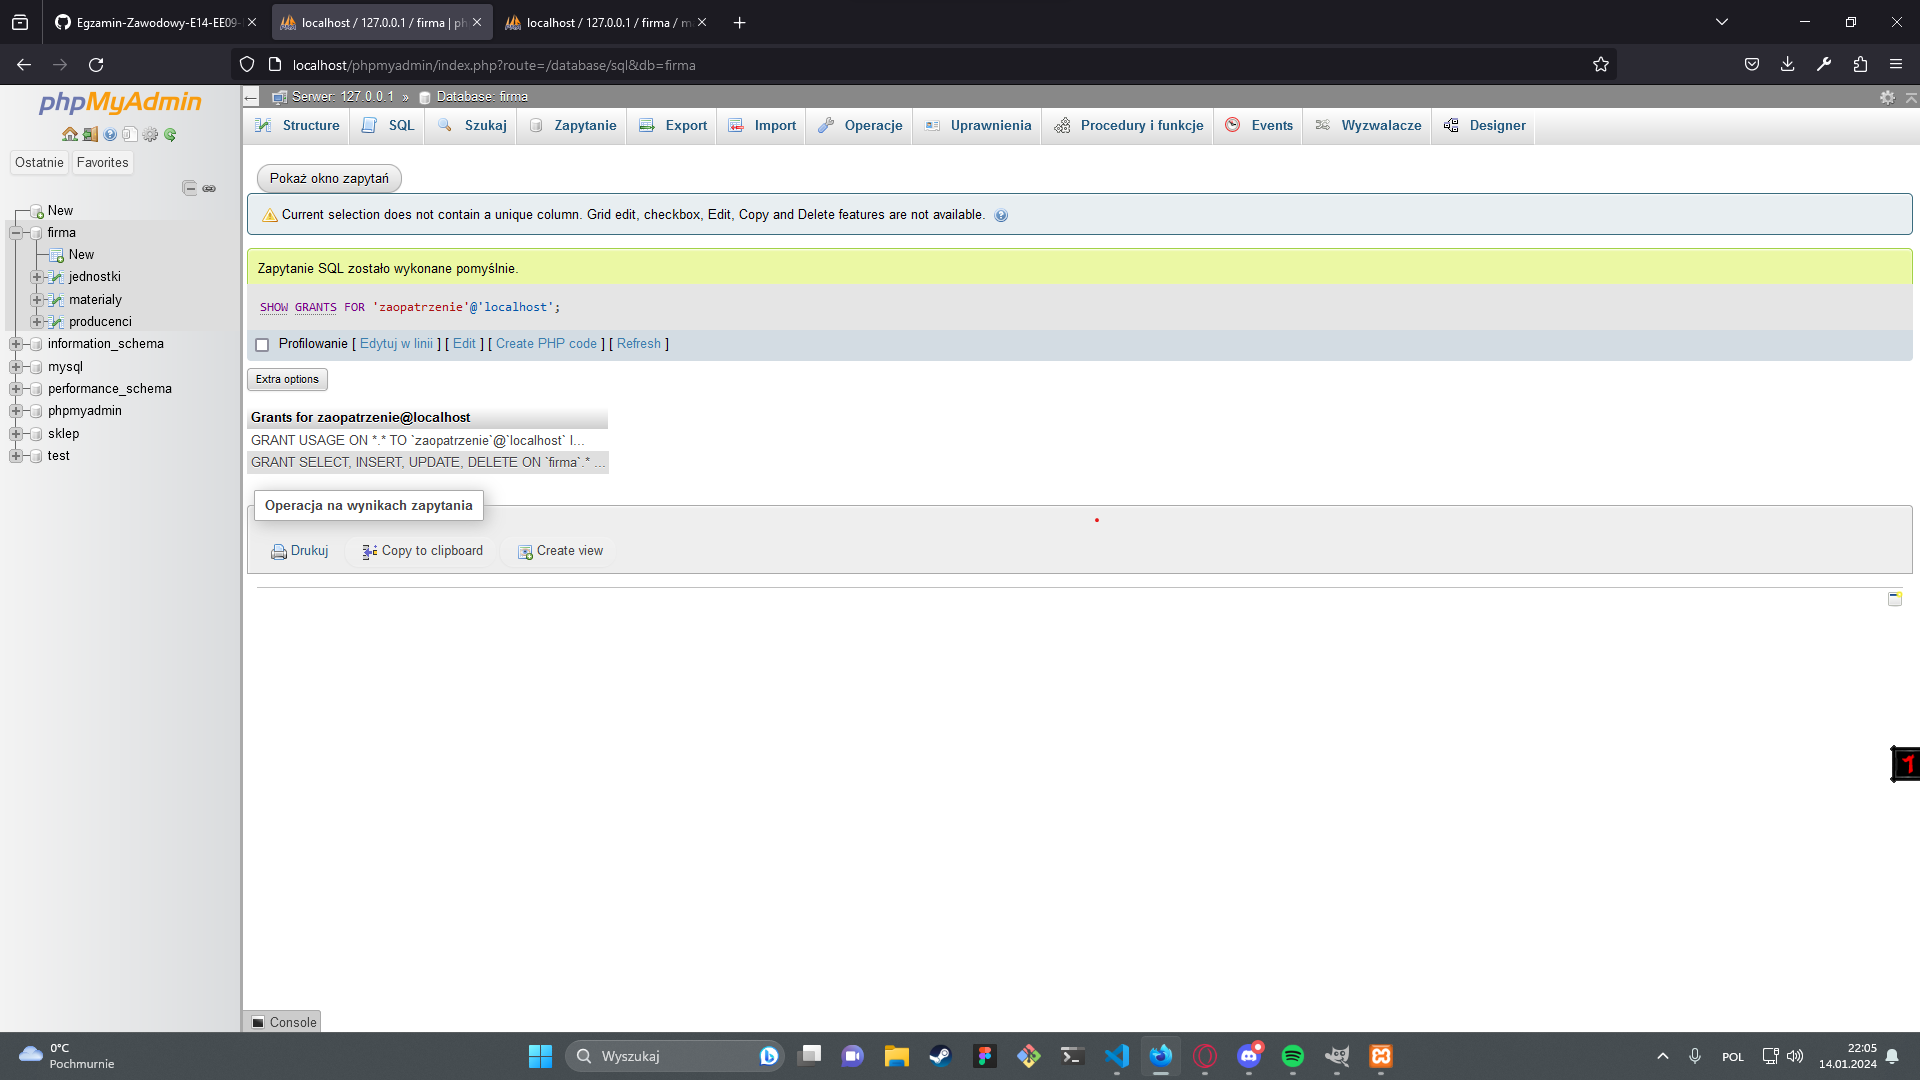 Egzamin-Zawodowy-E14-EE09-
localhost / 127.0.0.1 / firma | ph
localhost / 127.0.0.1 / firma / m
localhost/phpmyadmin/index.php?route=/database/sql&db=firma
phpMyAdmin
Ostatnie
Favorites
New
firma
New
jednostki
materialy
producenci
information_schema
mysql
performance_schema
phpmyadmin
sklep
test
Serwer: 127.0.0.1 » Database: firma
Structure
SQL
Szukaj
Zapytanie
Export
Import
Operacje
Uprawnienia
Procedury i funkcje
Events
Wyzwalacze
Designer
Pokaż okno zapytań
Current selection does not contain a unique column. Grid edit, checkbox, Edit, Copy and Delete features are not available.
Zapytanie SQL zostało wykonane pomyślnie.
SHOW GRANTS FOR 'zaopatrzenie'@'localhost';
Profilowanie [ Edytuj w linii ] [ Edit ] [ Create PHP code ] [ Refresh ]
Extra options
Grants for zaopatrzenie@localhost
GRANT USAGE ON *.* TO `zaopatrzenie`@`localhost` I...
GRANT SELECT, INSERT, UPDATE, DELETE ON `firma`.* ...
Operacja na wynikach zapytania
Drukuj
Copy to clipboard
Create view
Console
0°C
Pochmurnie
Wyszukaj
POL
22:05
14.01.2024